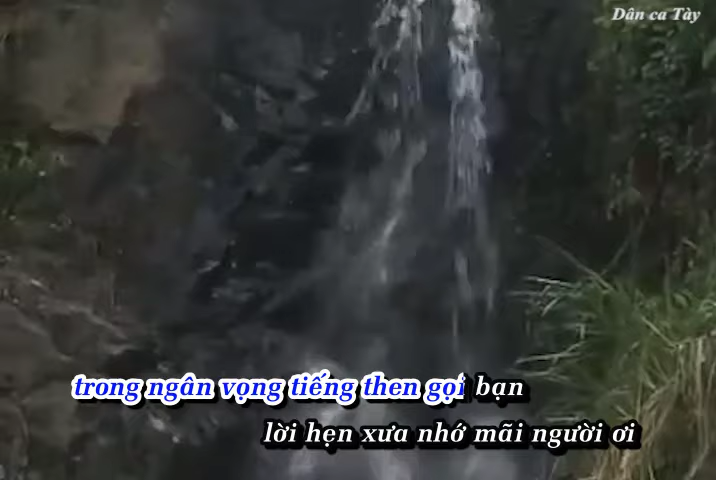 Dân ca Tày
trong ngân vọng tiếng then gọi bạn
lời hẹn xưa nhớ mãi người ơi